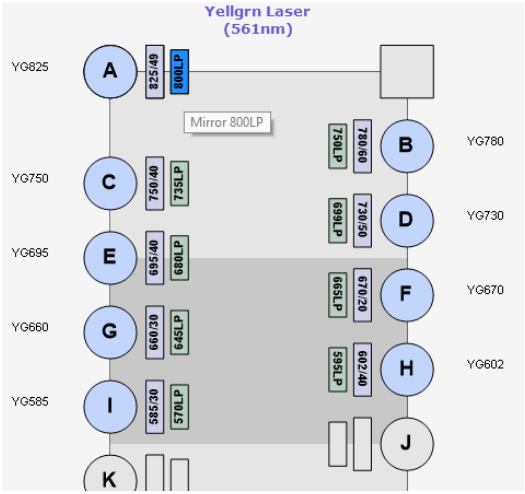 Yellgrn Laser
(561nm)
YG825
A
825/49
800LP
Mirror 800LP
750LP
780/60
B
YG780
YG750
C
750/40
735LP
699LP
730/50
D
YG730
YG695
E
695/40
680LP
665LP
670/20
F
YG670
YG660
G
660/30
645LP
595LP
602/40
H
YG602
YG585
I
585/30
570LP
J
K